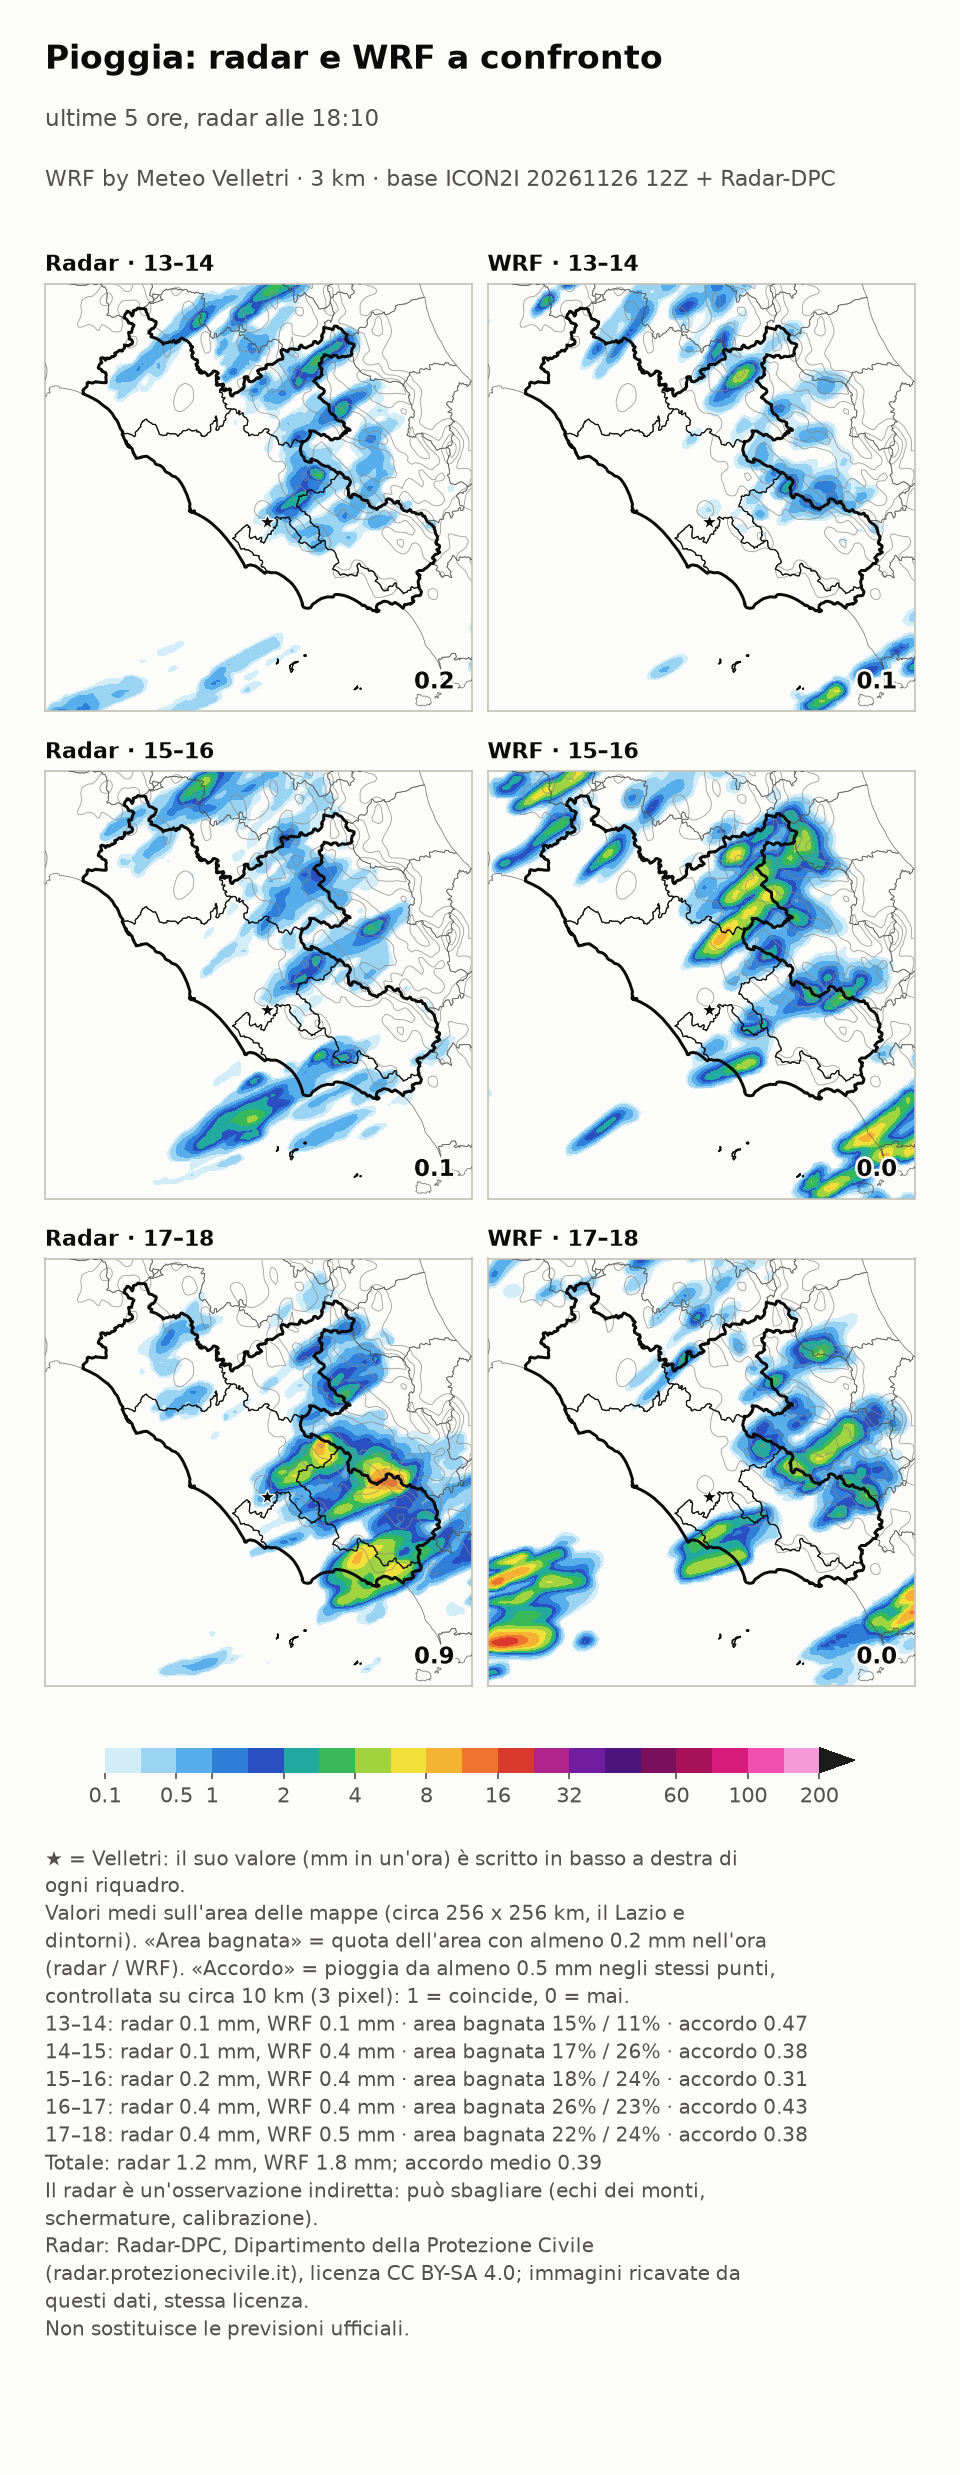 Pioggia: radar e WRF a confronto
ultime 5 ore, radar alle 18:10
WRF by Meteo Velletri · 3 km · base ICON2I 20261126 12Z + Radar-DPC
Radar · 13–14
WRF · 13–14
0.2
0.1
Radar · 15–16
WRF · 15–16
0.1
0.0
Radar · 17–18
WRF · 17–18
0.9
0.0
0.1 0.5 1 2 4 8 16 32 60 100 200
★ = Velletri: il suo valore (mm in un'ora) è scritto in basso a destra di
ogni riquadro.
Valori medi sull'area delle mappe (circa 256 x 256 km, il Lazio e
dintorni). «Area bagnata» = quota dell'area con almeno 0.2 mm nell'ora
(radar / WRF). «Accordo» = pioggia da almeno 0.5 mm negli stessi punti,
controllata su circa 10 km (3 pixel): 1 = coincide, 0 = mai.
13–14: radar 0.1 mm, WRF 0.1 mm · area bagnata 15% / 11% · accordo 0.47
14–15: radar 0.1 mm, WRF 0.4 mm · area bagnata 17% / 26% · accordo 0.38
15–16: radar 0.2 mm, WRF 0.4 mm · area bagnata 18% / 24% · accordo 0.31
16–17: radar 0.4 mm, WRF 0.4 mm · area bagnata 26% / 23% · accordo 0.43
17–18: radar 0.4 mm, WRF 0.5 mm · area bagnata 22% / 24% · accordo 0.38
Totale: radar 1.2 mm, WRF 1.8 mm; accordo medio 0.39
Il radar è un'osservazione indiretta: può sbagliare (echi dei monti,
schermature, calibrazione).
Radar: Radar-DPC, Dipartimento della Protezione Civile
(radar.protezionecivile.it), licenza CC BY-SA 4.0; immagini ricavate da
questi dati, stessa licenza.
Non sostituisce le previsioni ufficiali.